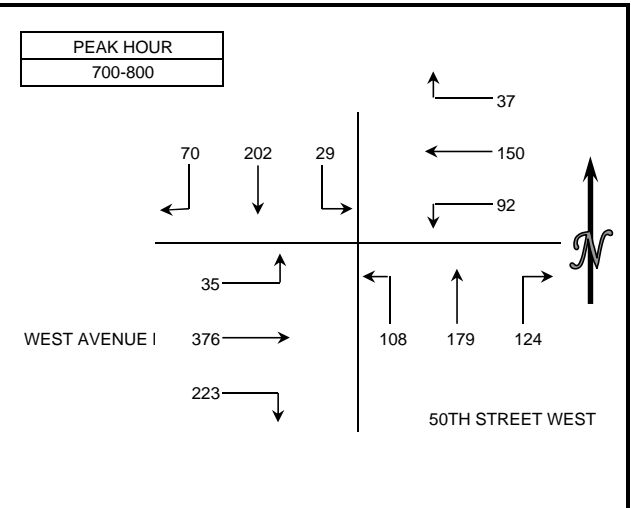 PEAK HOUR
700-800
37
70 202 29
150
92
35
WEST AVENUE I 376
108 179 124
223
50TH STREET WEST
N